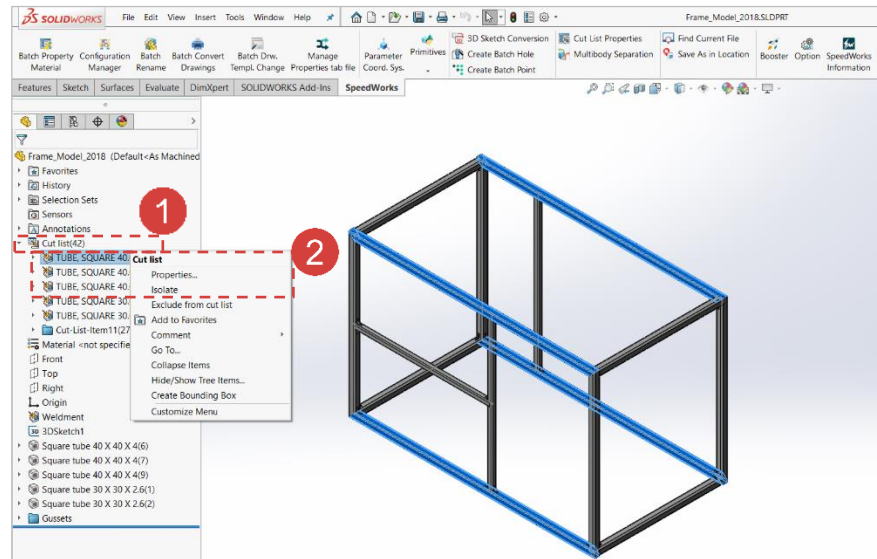 SOLIDWORKS File Edit View Insert Tools Window Help Frame_Model_2018.SLDPRT
Batch Property Material
Configuration Manager
Batch Rename
Batch Convert Drawings
Batch Drw. Templ. Change
Manage Properties tab file
Parameter Coord. Sys.
Primitives
3D Sketch Conversion
Create Batch Hole
Create Batch Point
Cut List Properties
Multibody Separation
Find Current File
Save As in Location
Booster
Option
SpeedWorks Information
Features Sketch Surfaces Evaluate DimXpert SOLIDWORKS Add-Ins SpeedWorks
Frame_Model_2018 (Default<As Machined
Favorites
History
Selection Sets
Sensors
1
Annotations
Cut list(42)
2
TUBE, SQUARE 40.
TUBE, SQUARE 40.
TUBE, SQUARE 40.
TUBE, SQUARE 30.
TUBE, SQUARE 30.
Cut-List-Item11(27
Cut list
Properties...
Isolate
Exclude from cut list
Add to Favorites
Comment
Go To...
Collapse Items
Hide/Show Tree Items...
Create Bounding Box
Customize Menu
Material <not specifie
Front
Top
Right
Origin
Weldment
3D 3DSketch1
Square tube 40 X 40 X 4(6)
Square tube 40 X 40 X 4(7)
Square tube 40 X 40 X 4(9)
Square tube 30 X 30 X 2.6(1)
Square tube 30 X 30 X 2.6(2)
Gussets